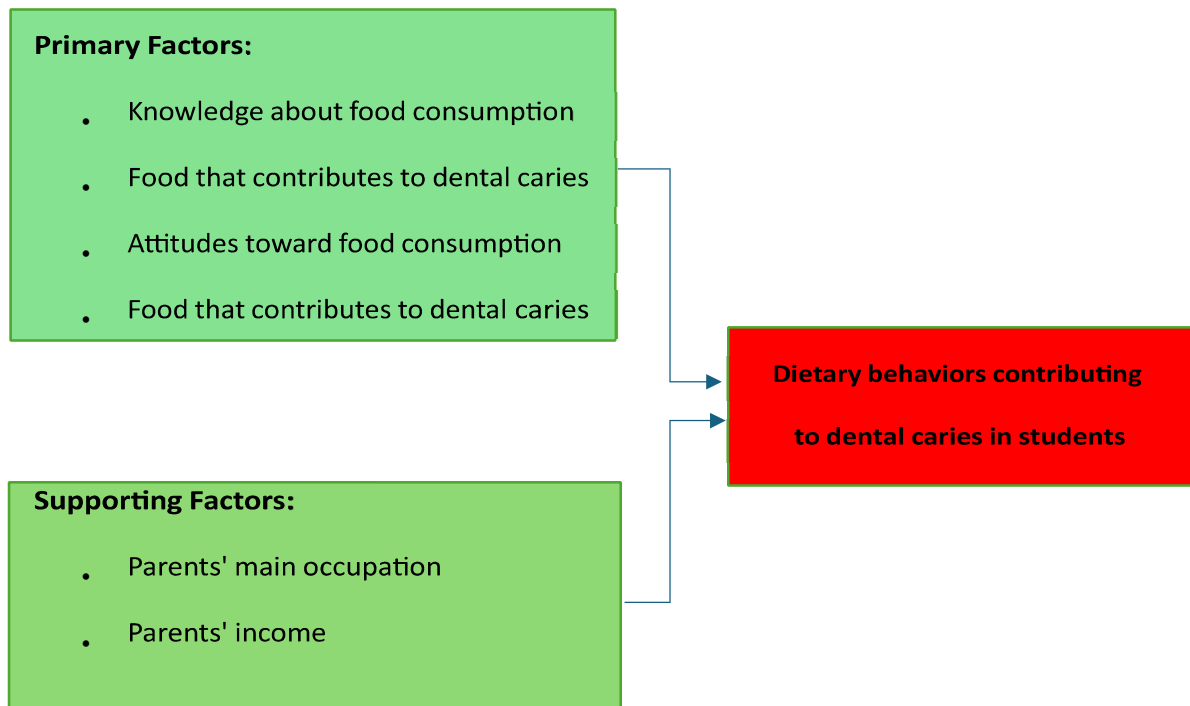 Primary Factors:
• Knowledge about food consumption
• Food that contributes to dental caries
• Attitudes toward food consumption
• Food that contributes to dental caries
Dietary behaviors contributing
to dental caries in students
Supporting Factors:
• Parents' main occupation
• Parents' income